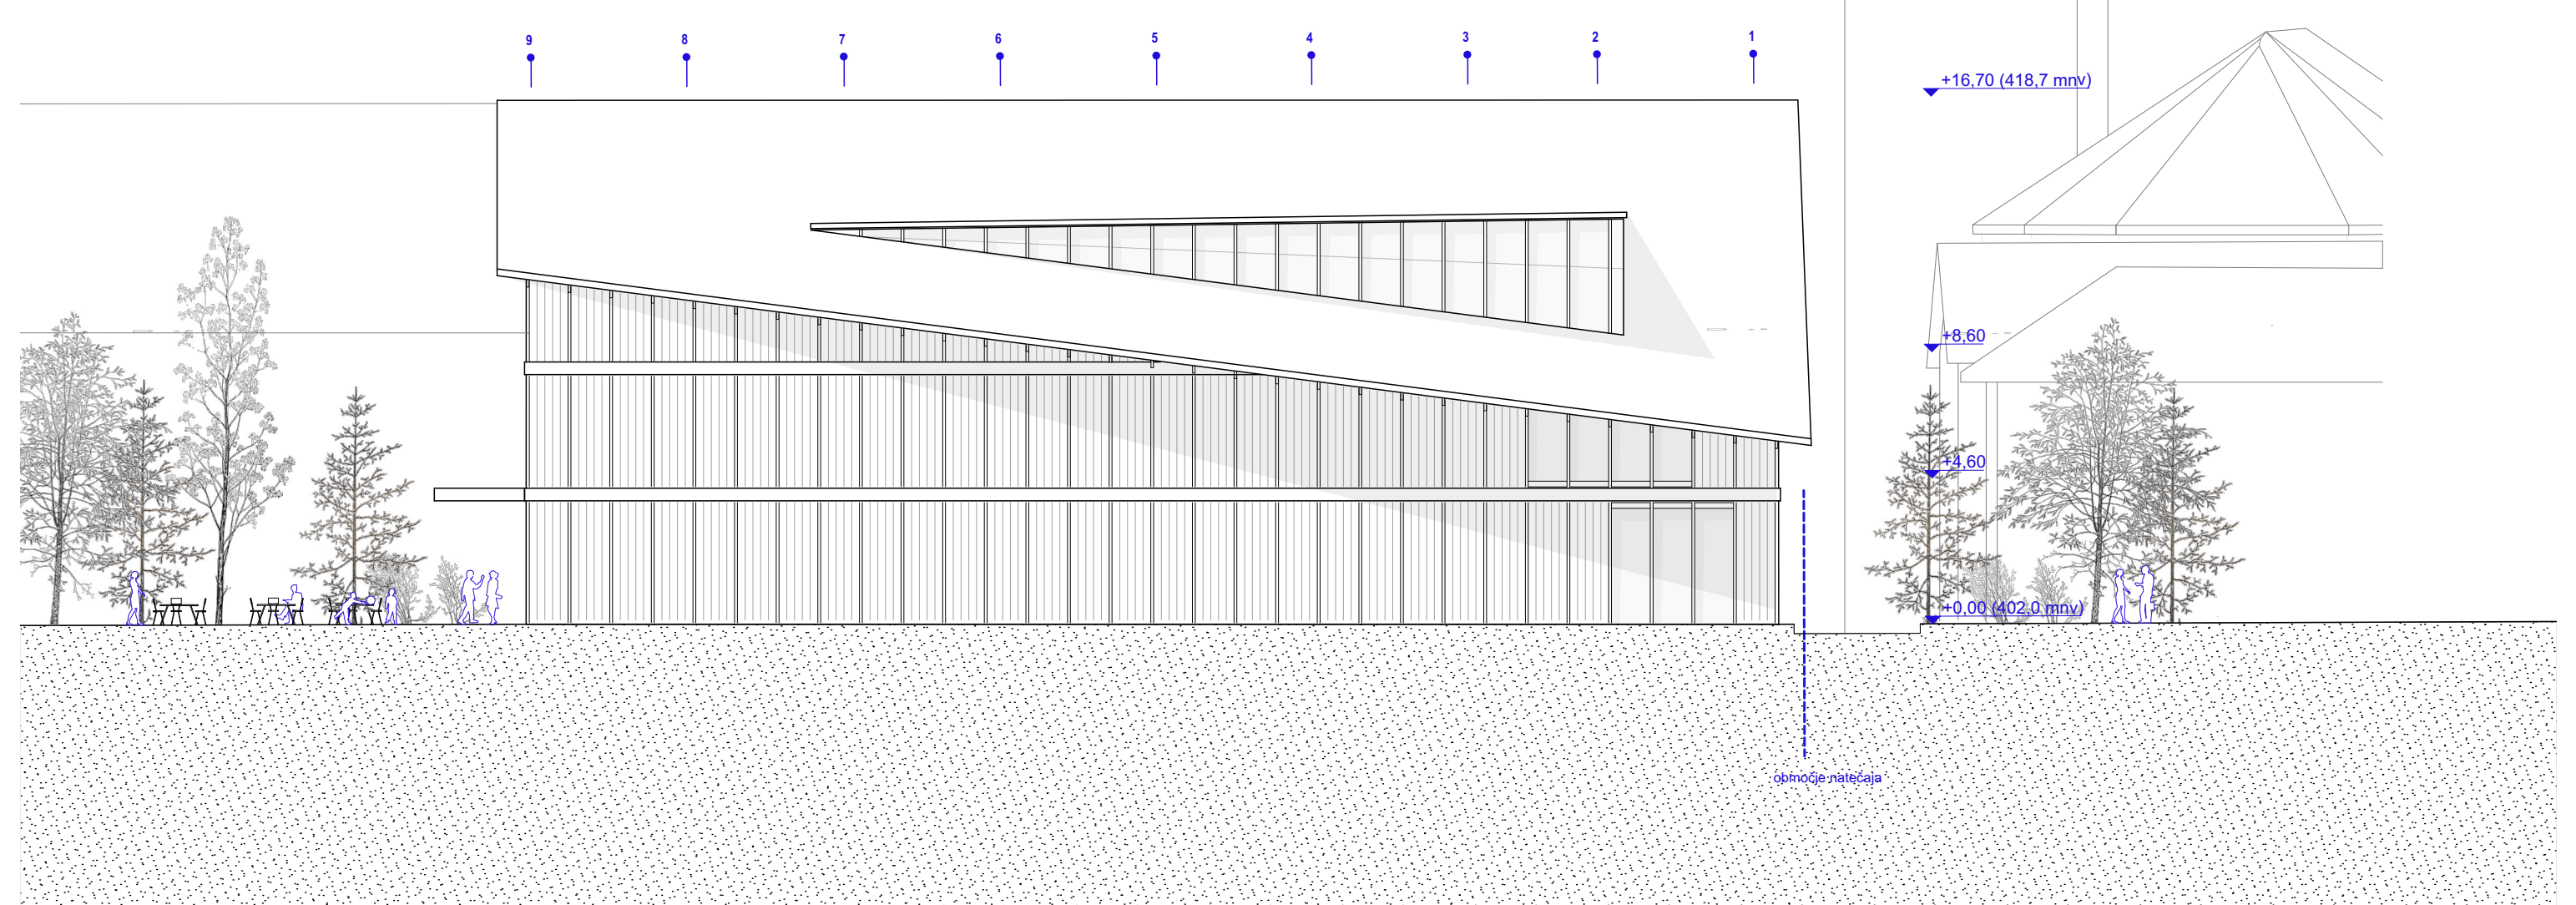 9 8 7 6 5 4 3 2 1
+16,70 (418,7 mnv)
+8,60
+4,60
+0,00 (402,0 mnv)
območje natečaja